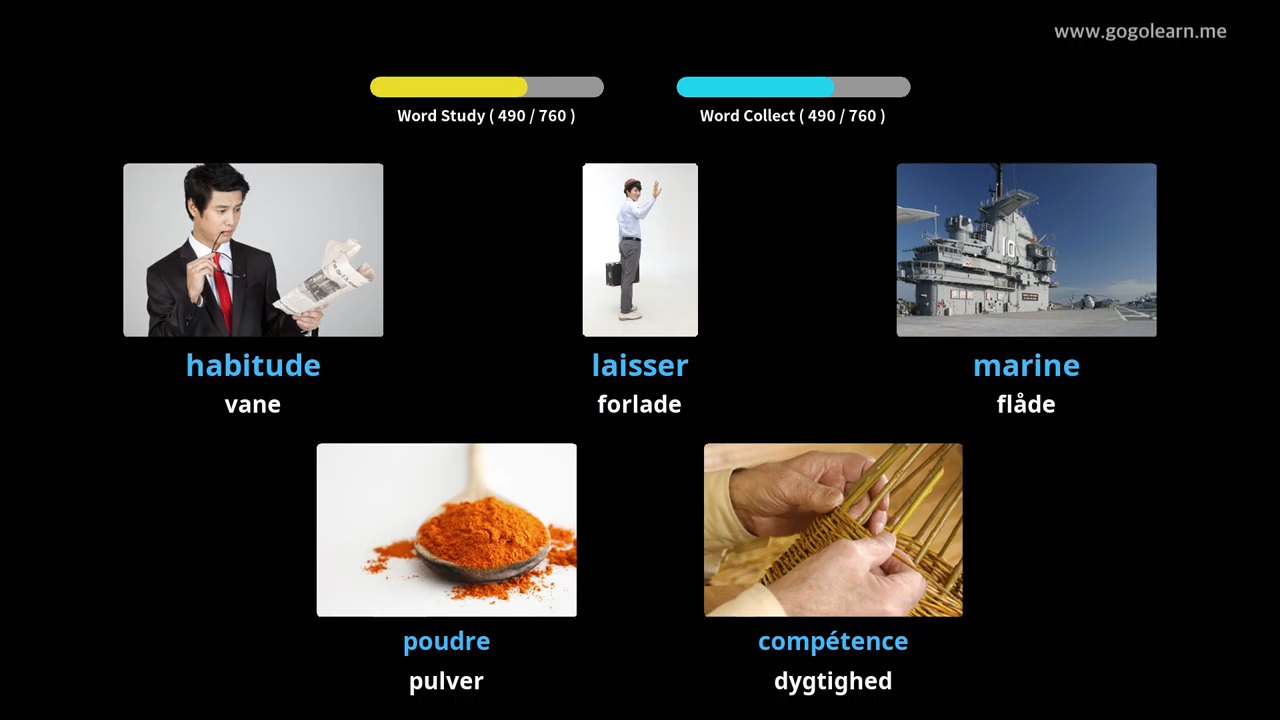 www.gogolearn.me
Word Study ( 490 / 760 )
Word Collect ( 490 / 760 )
16
habitude
laisser
marine
vane
forlade
flåde
poudre
compétence
pulver
dygtighed